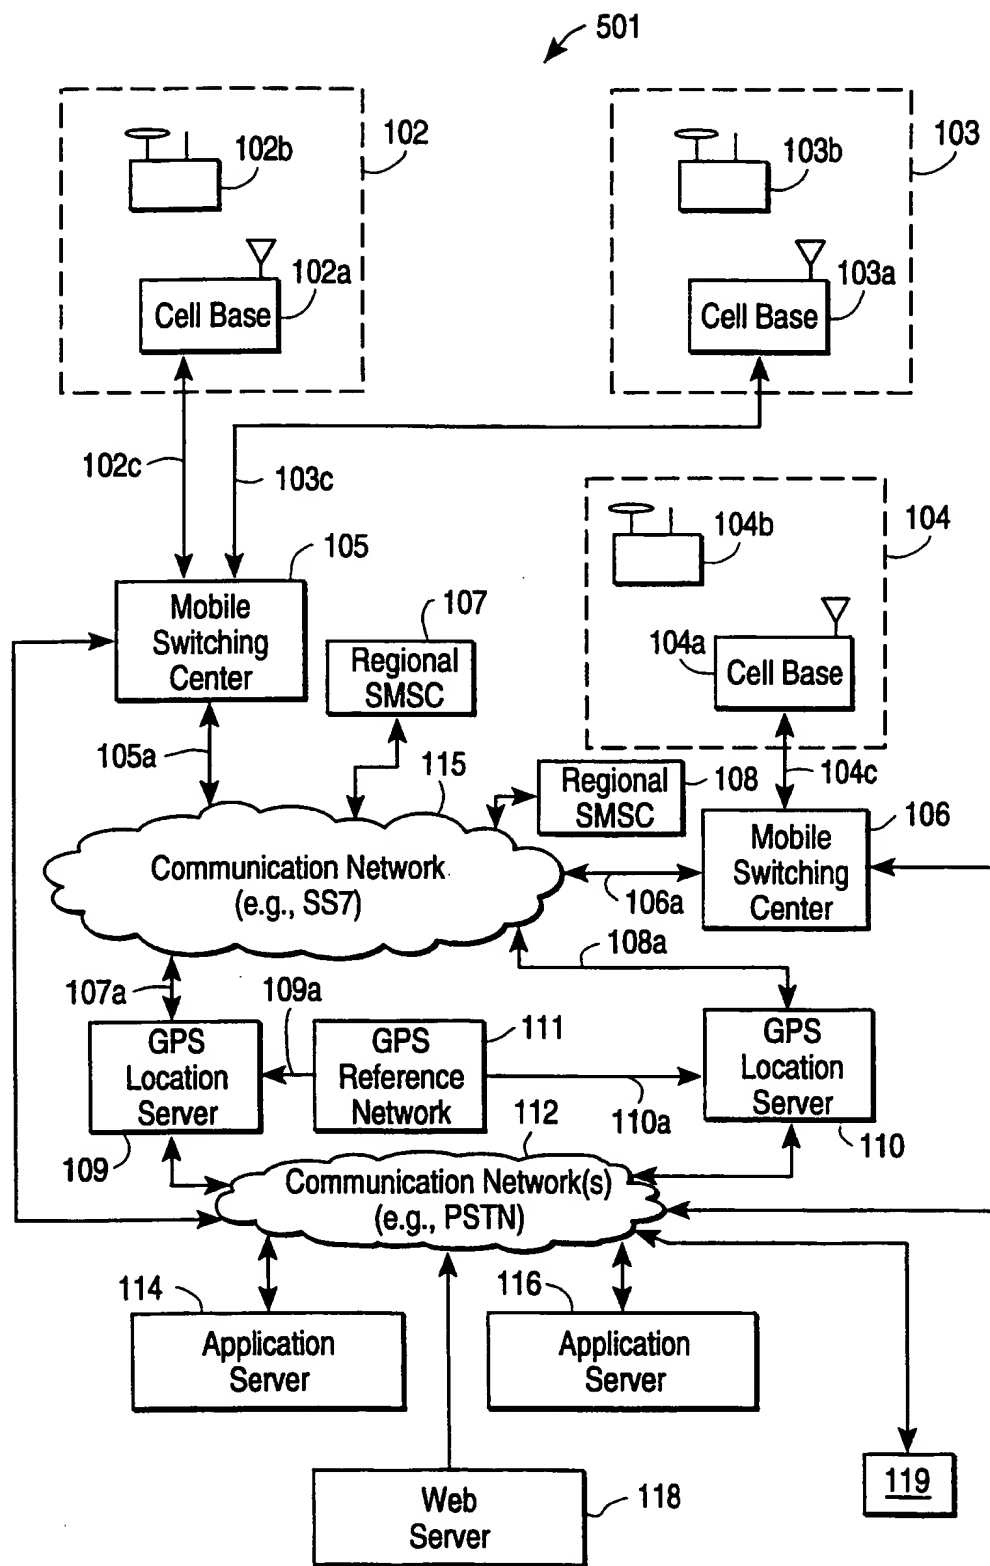 501
102
102b
102a
Cell Base
103
103b
103a
Cell Base
102c
103c
104
104b
104a
Cell Base
104c
105
Mobile
Switching
Center
107
Regional
SMSC
105a
115
108
Regional
SMSC
106
Mobile
Switching
Center
Communication Network
(e.g., SS7)
106a
108a
107a
109a
111
GPS
Location
Server
GPS
Reference
Network
GPS
Location
Server
110a
109
112
110
Communication Network(s)
(e.g., PSTN)
114
116
Application
Server
Application
Server
Web
Server
118
119